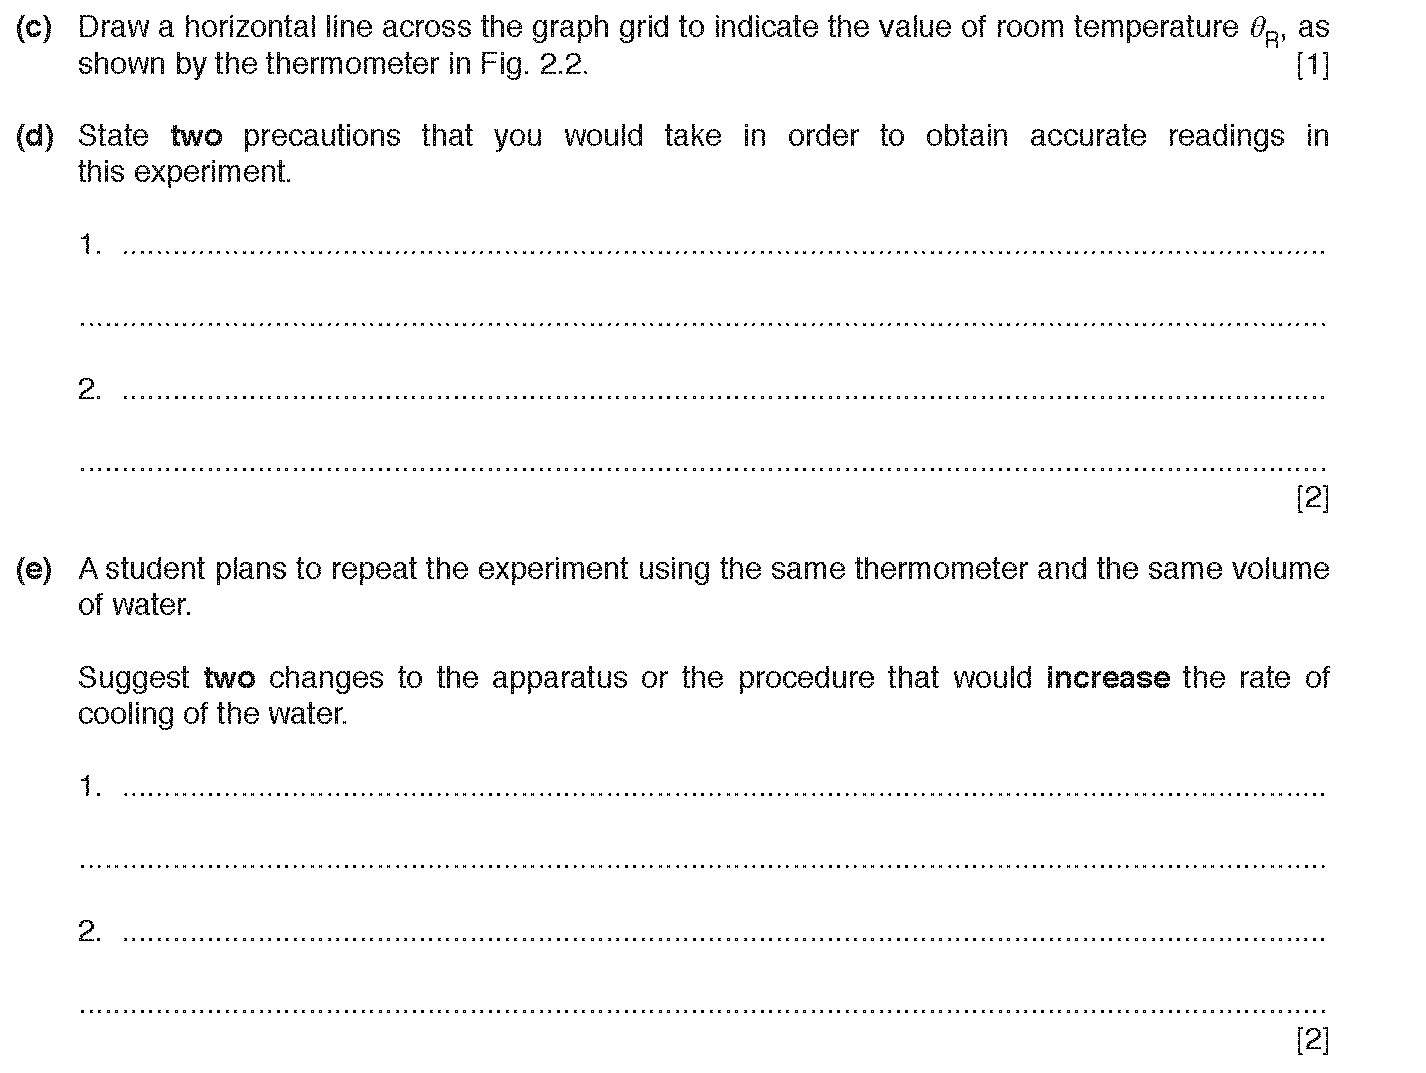 (c) Draw a horizontal line across the graph grid to indicate the value of room temperature θR, as
shown by the thermometer in Fig. 2.2. [1]
(d) State two precautions that you would take in order to obtain accurate readings in
this experiment.
1. ....................................................................................................
....................................................................................................
2. ....................................................................................................
....................................................................................................
[2]
(e) A student plans to repeat the experiment using the same thermometer and the same volume
of water.
Suggest two changes to the apparatus or the procedure that would increase the rate of
cooling of the water.
1. ....................................................................................................
....................................................................................................
2. ....................................................................................................
....................................................................................................
[2]